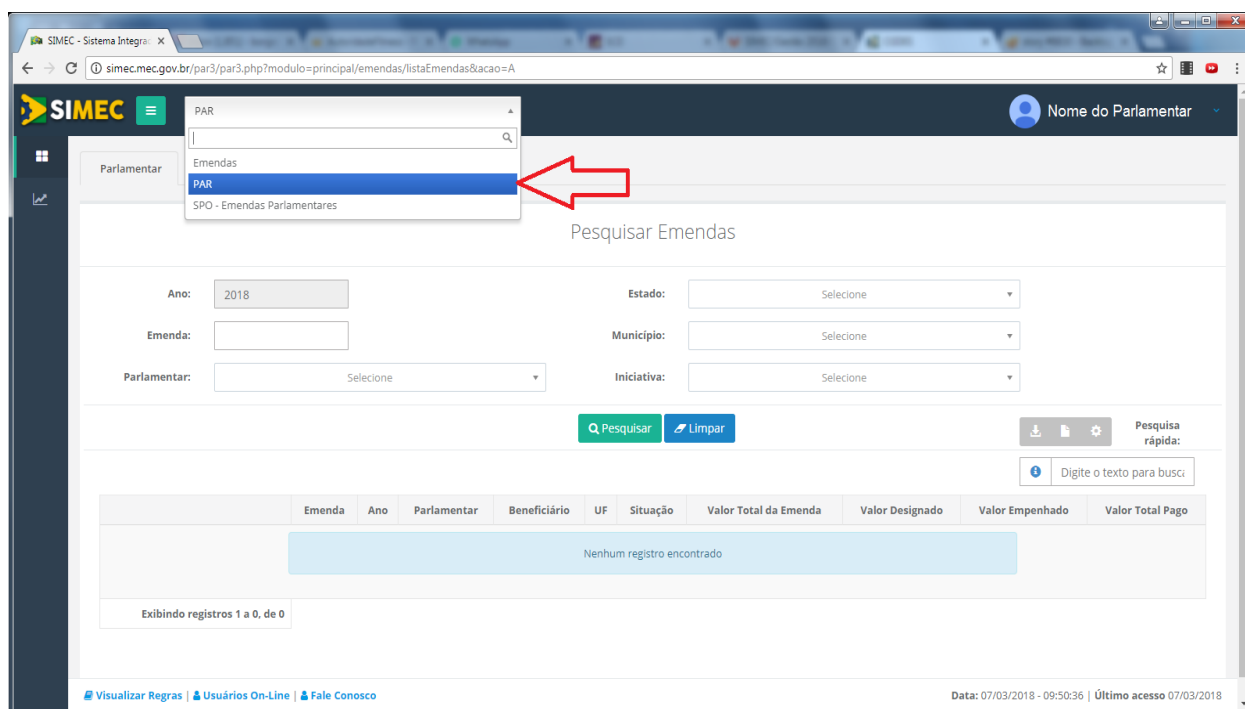 SIMEC - Sistema Integrac
simec.mec.gov.br/par3/par3.php?modulo=principal/emendas/listaEmendas&acao=A
SIMEC
PAR
Nome do Parlamentar
Emendas
PAR
SPO - Emendas Parlamentares
Parlamentar
Pesquisar Emendas
Ano: 2018 Estado: Selecione
Emenda: Município: Selecione
Parlamentar: Selecione Iniciativa: Selecione
Pesquisar Limpar
Pesquisa
rápida:
Digite o texto para busca
Emenda Ano Parlamentar Beneficiário UF Situação Valor Total da Emenda Valor Designado Valor Empenhado Valor Total Pago
Nenhum registro encontrado
Exibindo registros 1 a 0, de 0
Visualizar Regras | Usuários On-Line | Fale Conosco Data: 07/03/2018 - 09:50:36 | Último acesso 07/03/2018